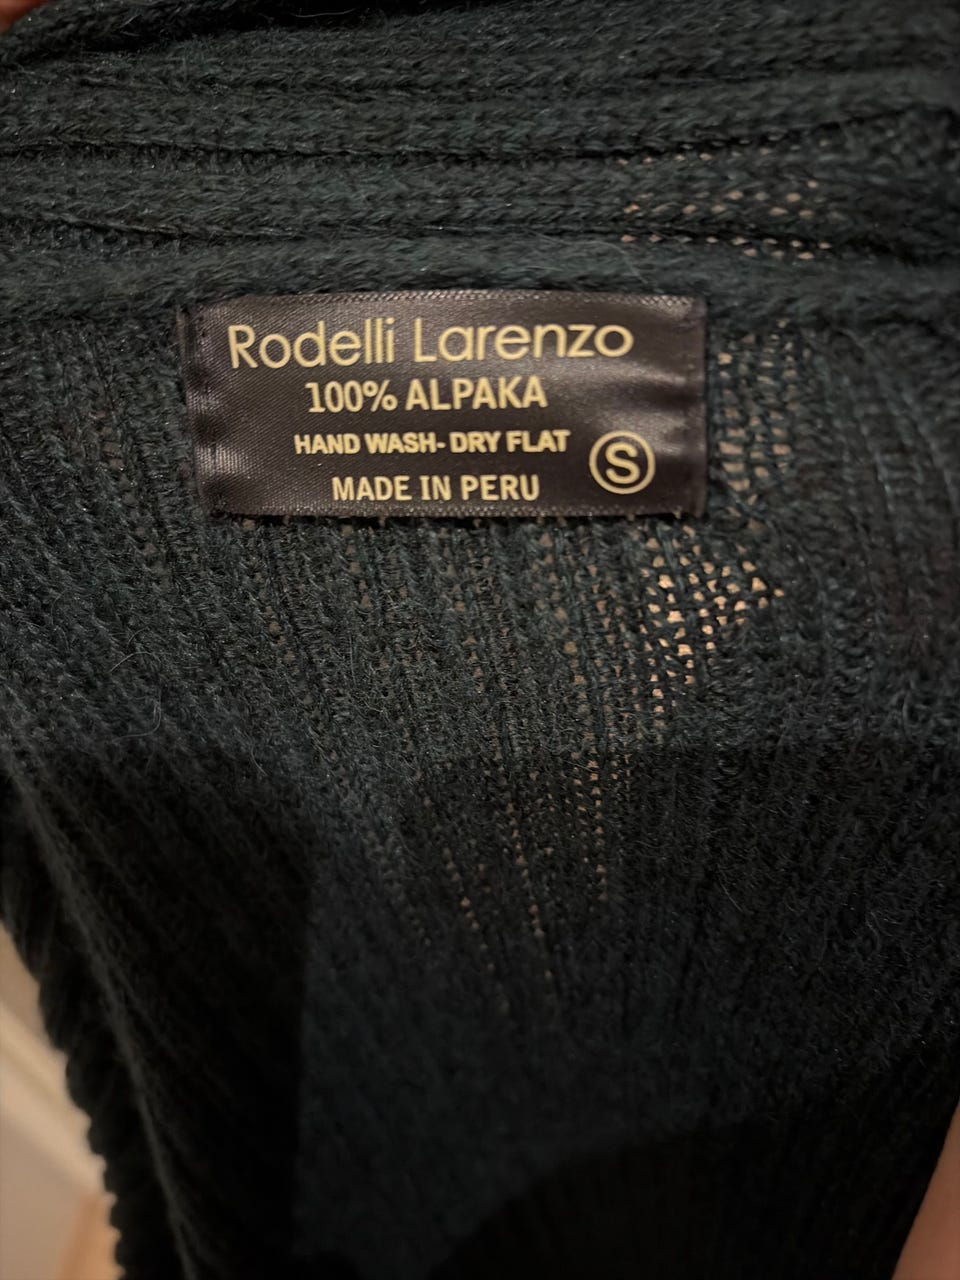 Rodelli Larenzo
100% ALPAKA
HAND WASH- DRY FLAT
S
MADE IN PERU